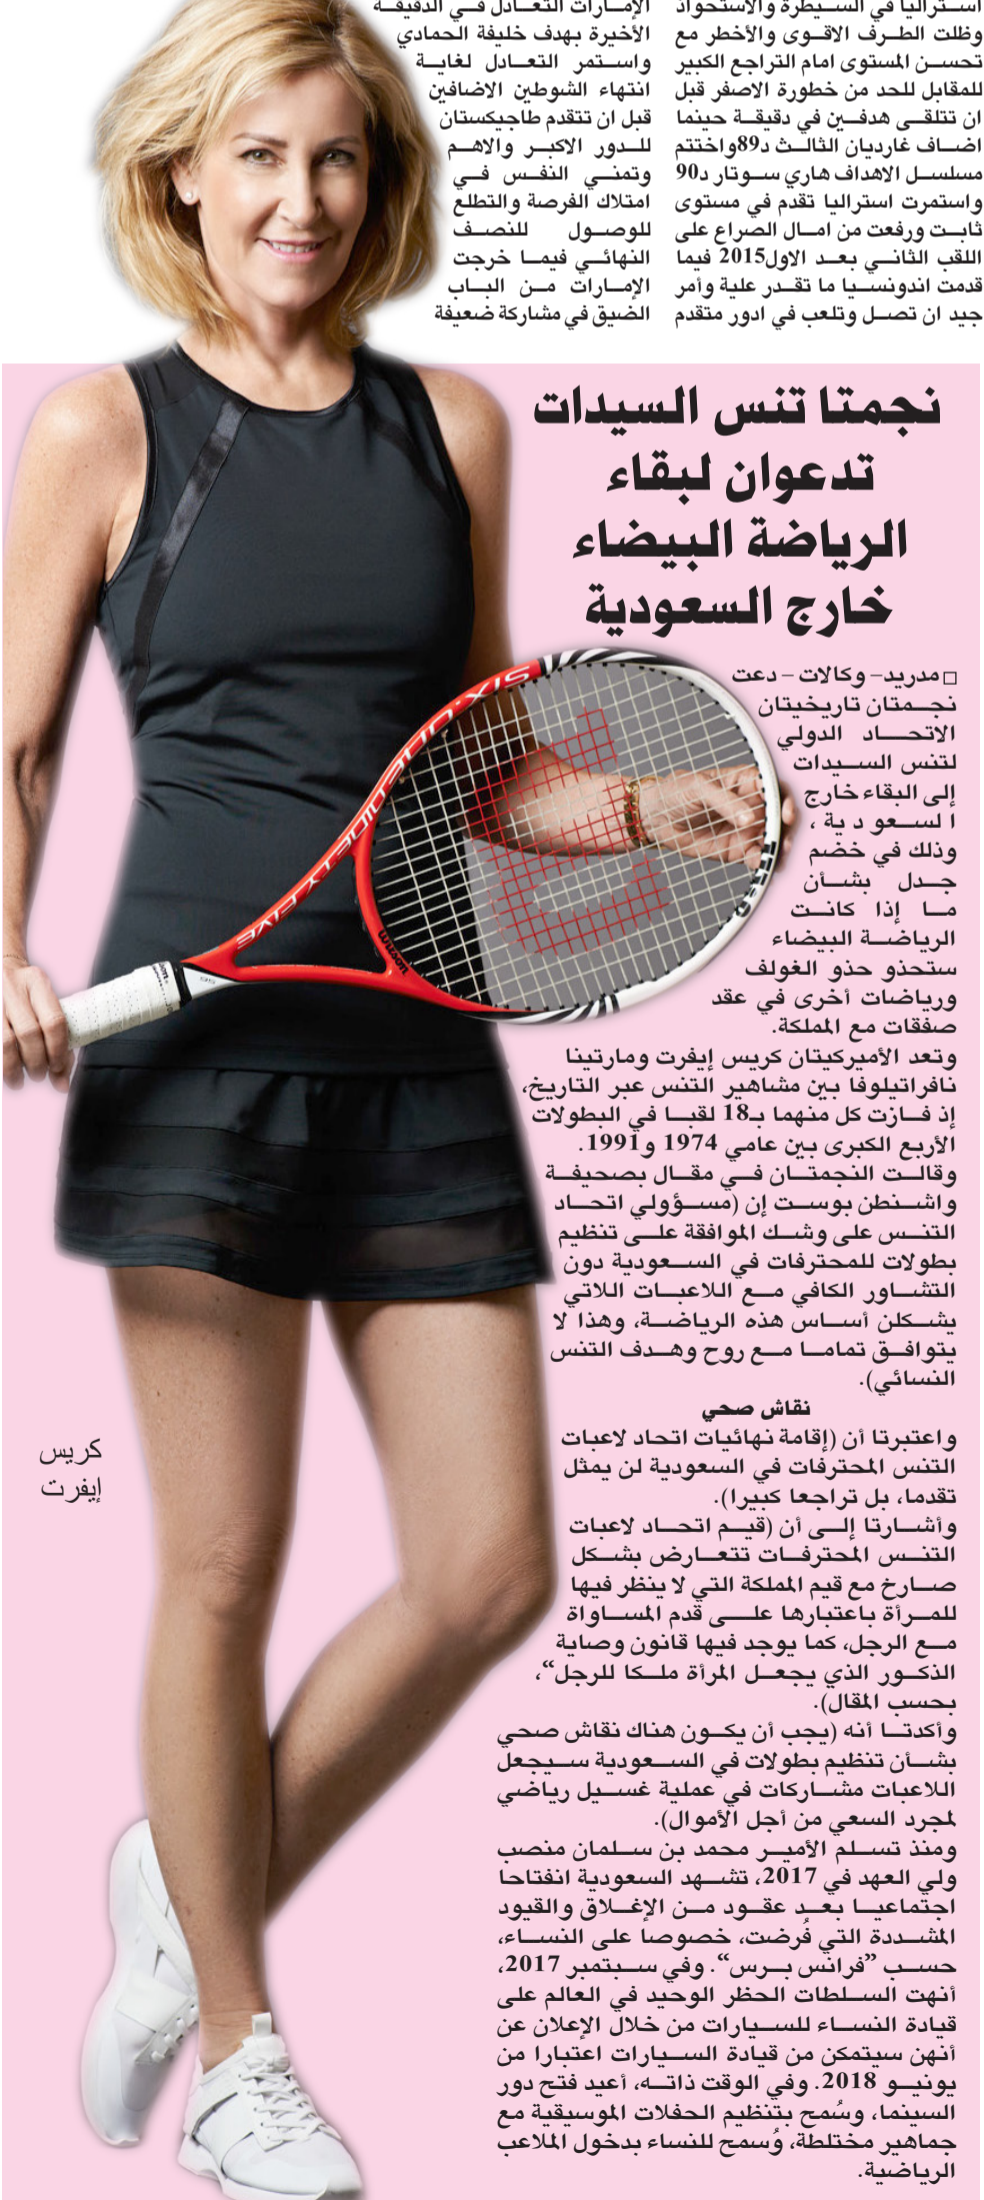 استراليا في السيطرة والاستحواذ
وظلت الطرف الاقوى والأخطر مع
تحسن المستوى امام التراجع الكبير
للمقابل للحد من خطورة الاصفر قبل
ان تتلقى هدفين في دقيقة حينما
اضاف غارديان الثالث د89واختتم
مسلسل الاهداف هاري سوتار د90
واستمرت استراليا تقدم في مستوى
ثابت ورفعت من امال الصراع على
اللقب الثاني بعد الاول2015 فيما
قدمت اندونسيا ما تقدر علية وأمر
جيد ان تصل وتلعب في ادور متقدم
الإمارات التعادل في الدقيقة
الأخيرة بهدف خليفة الحمادي
واستمر التعادل لغاية
انتهاء الشوطين الاضافين
قبل ان تتقدم طاجيكستان
للدور الاكبر والاهم
وتمني النفس في
امتلاك الفرصة والتطلع
للوصول للنصف
النهائي فيما خرجت
الإمارات من الباب
الضيق في مشاركة ضعيفة
نجمتا تنس السيدات
تدعوان لبقاء
الرياضة البيضاء
خارج السعودية
□ مدريد– وكالات – دعت
نجمتان تاريخيتان
الاتحاد الدولي
لتنس السيدات
إلى البقاء خارج
السعودية ،
وذلك في خضم
جدل بشأن
ما إذا كانت
الرياضة البيضاء
ستحذو حذو الغولف
ورياضات أخرى في عقد
صفقات مع المملكة.
وتعد الأميركيتان كريس إيفرت ومارتينا
نافراتيلوفا بين مشاهير التنس عبر التاريخ،
إذ فازت كل منهما بـ18 لقبا في البطولات
الأربع الكبرى بين عامي 1974 و1991.
وقالت النجمتان في مقال بصحيفة
واشنطن بوست إن (مسؤولي اتحاد
التنس على وشك الموافقة على تنظيم
بطولات للمحترفات في السعودية دون
التشاور الكافي مع اللاعبات اللاتي
يشكلن أساس هذه الرياضة، وهذا لا
يتوافق تماما مع روح وهدف التنس
النسائي).
نقاش صحي
واعتبرتا أن (إقامة نهائيات اتحاد لاعبات
التنس المحترفات في السعودية لن يمثل
تقدما، بل تراجعا كبيرا).
وأشارتا إلى أن (قيم اتحاد لاعبات
التنس المحترفات تتعارض بشكل
صارخ مع قيم المملكة التي لا ينظر فيها
للمرأة باعتبارها على قدم المساواة
مع الرجل، كما يوجد فيها قانون وصاية
الذكور الذي يجعل المرأة ملكا للرجل“،
بحسب المقال).
وأكدتا أنه (يجب أن يكون هناك نقاش صحي
بشأن تنظيم بطولات في السعودية سيجعل
اللاعبات مشاركات في عملية غسيل رياضي
لمجرد السعي من أجل الأموال).
ومنذ تسلم الأمير محمد بن سلمان منصب
ولي العهد في 2017، تشهد السعودية انفتاحا
اجتماعيا بعد عقود من الإغلاق والقيود
المشددة التي فُرضت، خصوصا على النساء،
حسب ”فرانس برس“. وفي سبتمبر 2017،
أنهت السلطات الحظر الوحيد في العالم على
قيادة النساء للسيارات من خلال الإعلان عن
أنهن سيتمكن من قيادة السيارات اعتبارا من
يونيو 2018. وفي الوقت ذاته، أعيد فتح دور
السينما، وسُمح بتنظيم الحفلات الموسيقية مع
جماهير مختلطة، وُسمح للنساء بدخول الملاعب
الرياضية.
كريس
إيفرت
SIX.ONE
NINETY FIVE
Wilson